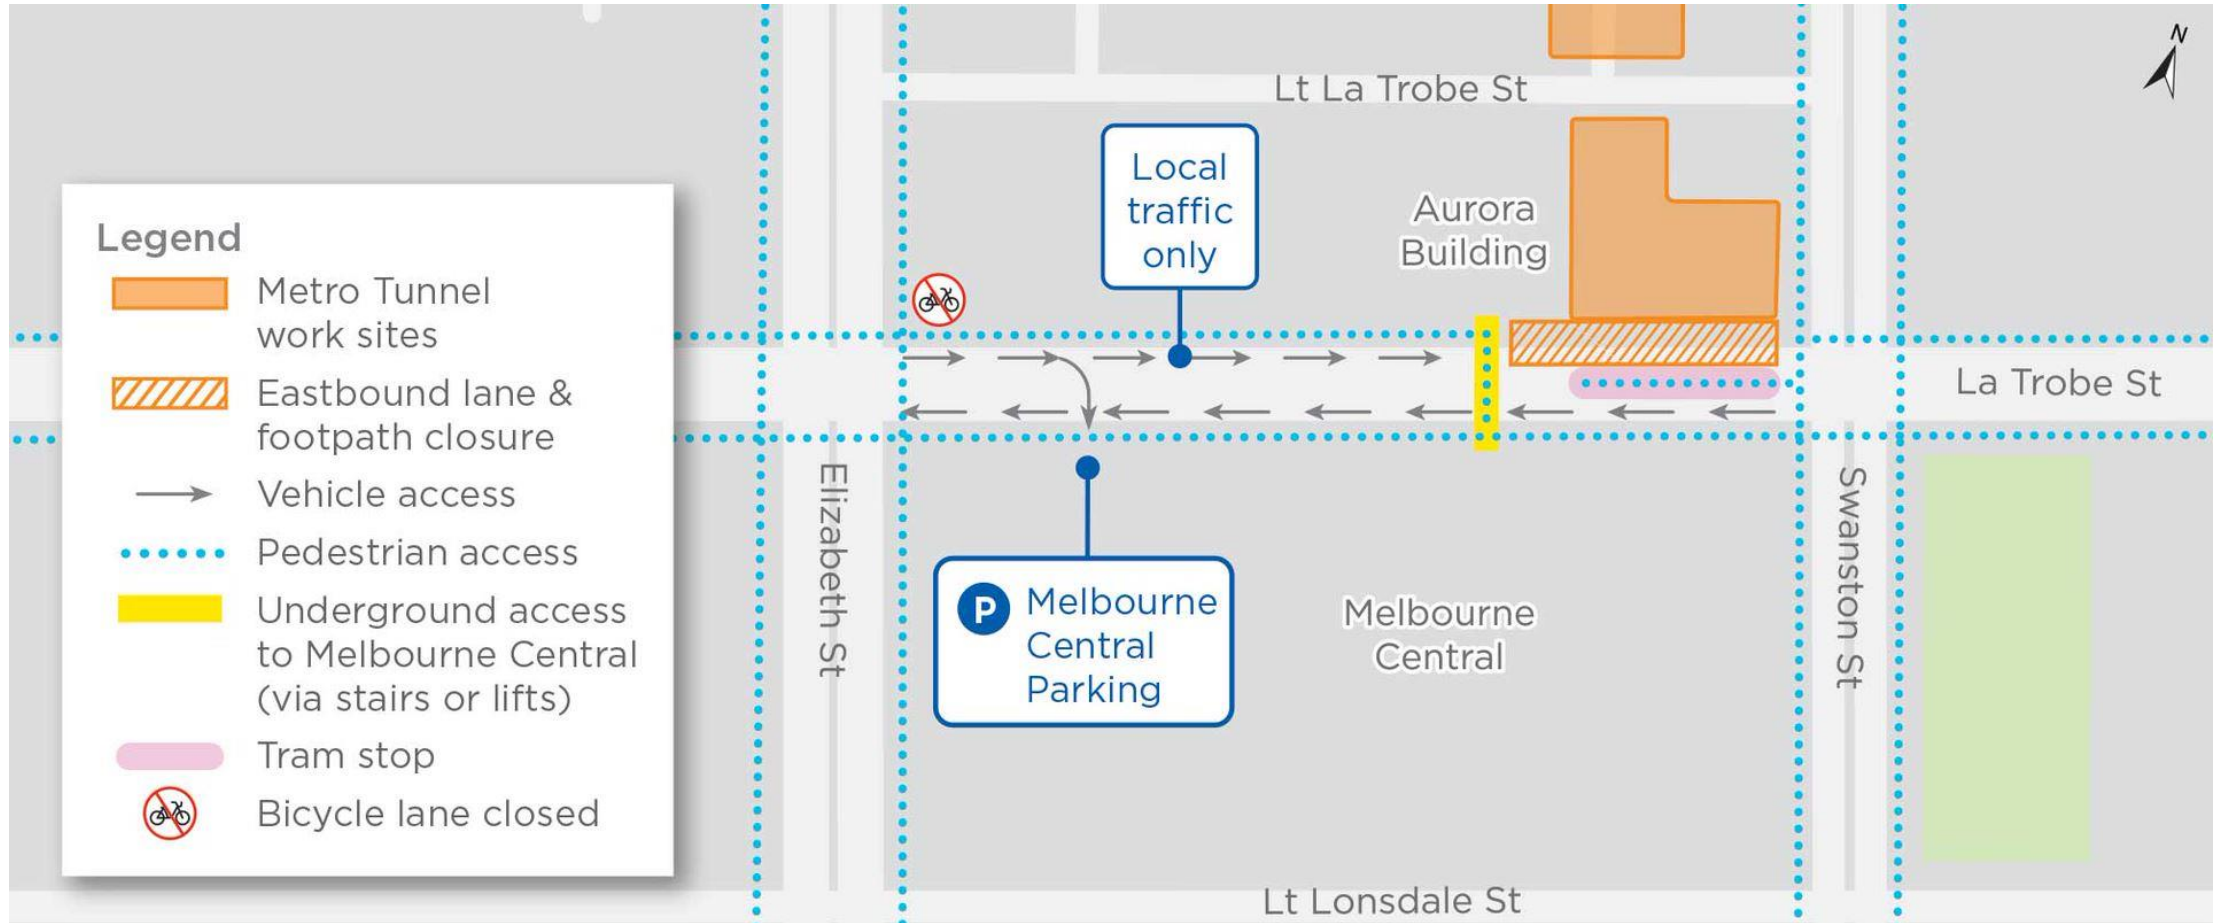 N
Lt La Trobe St
Local
traffic
only
Aurora
Building
Legend
Metro Tunnel
work sites
Eastbound lane &
footpath closure
Vehicle access
Pedestrian access
Underground access
to Melbourne Central
(via stairs or lifts)
Tram stop
Bicycle lane closed
La Trobe St
Elizabeth St
Swanston St
P Melbourne
Central
Parking
Melbourne
Central
Lt Lonsdale St